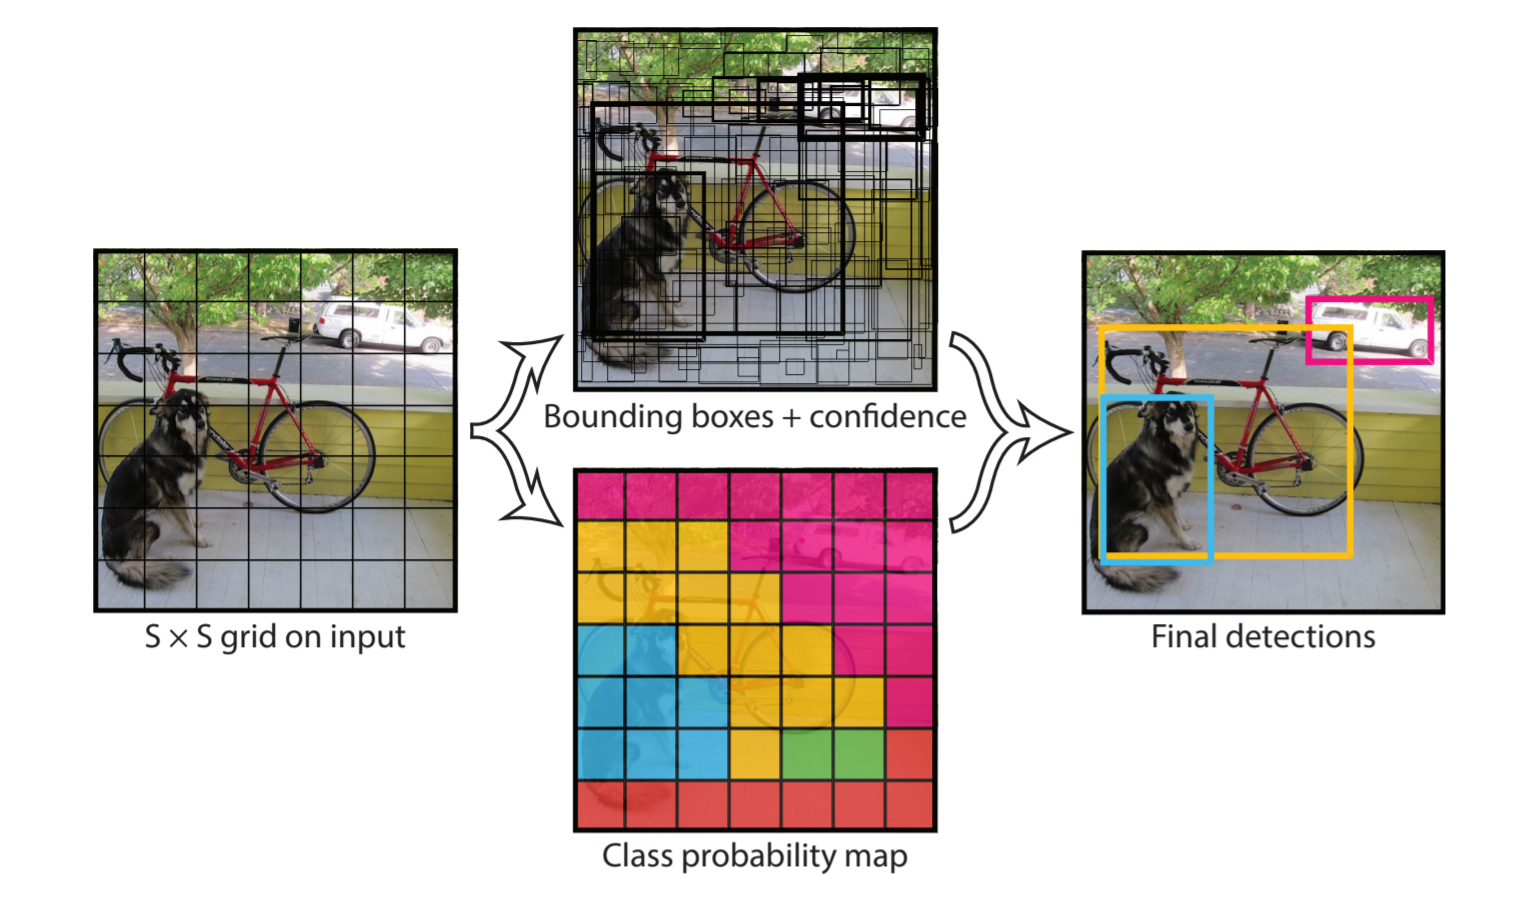 Bounding boxes + confidence
S × S grid on input
Final detections
Class probability map